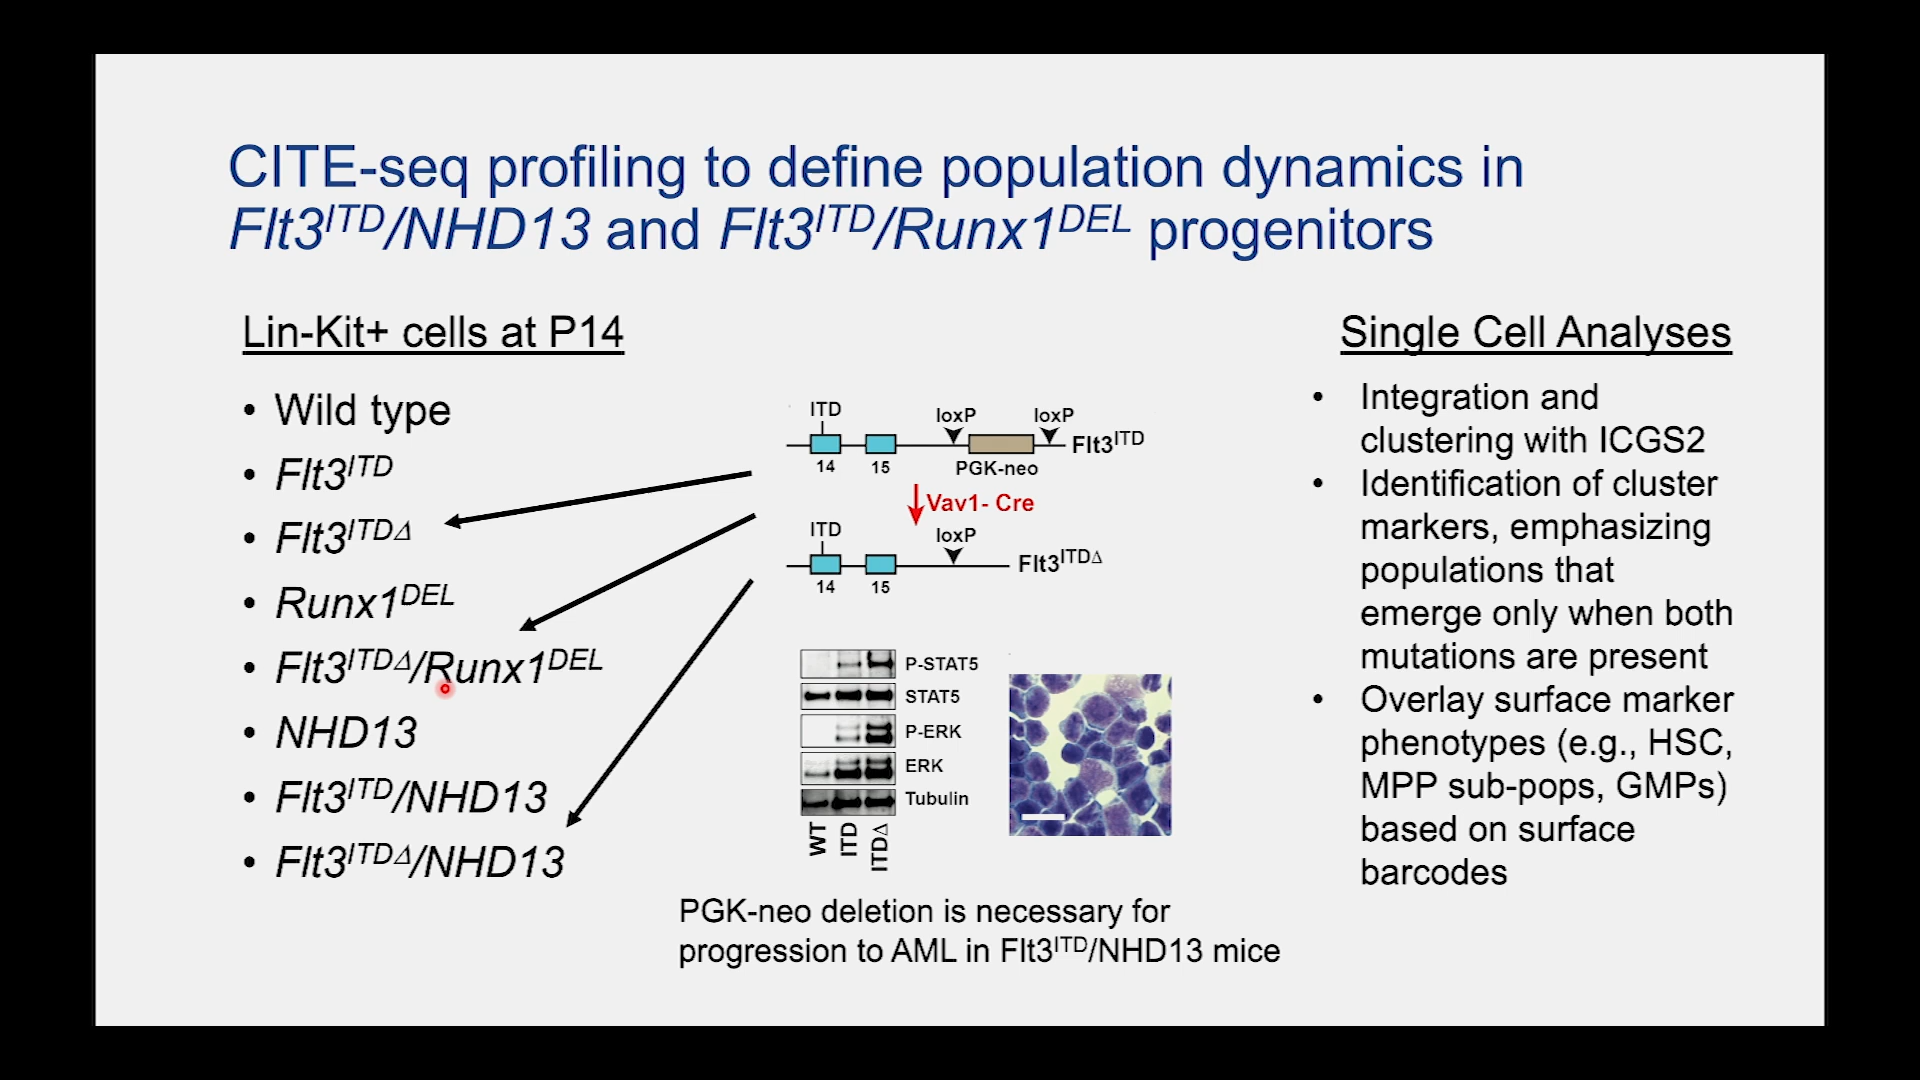 CITE-seq profiling to define population dynamics in
Flt3ITD/NHD13 and Flt3ITD/Runx1DEL progenitors
Lin-Kit+ cells at P14
• Wild type
• Flt3ITD
• Flt3ITDΔ
• Runx1DEL
• Flt3ITDΔ/Runx1DEL
• NHD13
• Flt3ITD/NHD13
• Flt3ITDΔ/NHD13
ITD loxP loxP
Flt3ITD
14 15 PGK-neo
Vav1- Cre
ITD loxP
Flt3ITDΔ
14 15
P-STAT5
STAT5
P-ERK
ERK
Tubulin
WT ITD ITDΔ
PGK-neo deletion is necessary for
progression to AML in Flt3ITD/NHD13 mice
Single Cell Analyses
• Integration and
clustering with ICGS2
• Identification of cluster
markers, emphasizing
populations that
emerge only when both
mutations are present
• Overlay surface marker
phenotypes (e.g., HSC,
MPP sub-pops, GMPs)
based on surface
barcodes